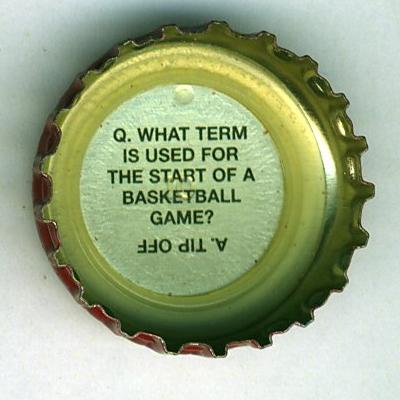 Q. WHAT TERM
IS USED FOR
THE START OF A
BASKETBALL
GAME?
A. TIP OFF